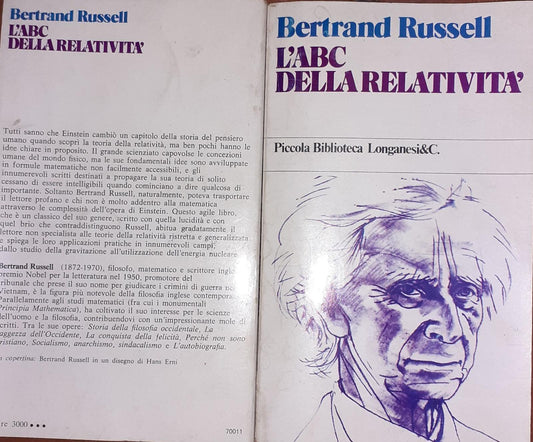 Bertrand Russell
L'ABC
DELLA RELATIVITA'
Tutti sanno che Einstein cambiò un capitolo della storia del pensiero
umano quando scoprì la teoria della relatività, ma ben pochi hanno le
idee chiare in proposito. Il grande scienziato capovolse le concezioni
umane del mondo fisico, ma le sue fondamentali idee sono avviluppate
in formule matematiche non facilmente accessibili, e gli
innumerevoli scritti destinati a propagare la sua teoria di solito
cessano di essere intelligibili quando cominciano a dire qualcosa di
importante. Soltanto Bertrand Russell, naturalmente, poteva trasportare
il lettore profano e chi non è molto addentro alla matematica
attraverso le complessità dell'opera di Einstein. Questo agile libro,
che è un classico del suo genere, scritto con quella lucidità e con
quel brio che contraddistinguono Russell, abitua gradatamente il
lettore non specialista alle teorie della relatività ristretta e generalizzata
e spiega le loro applicazioni pratiche in innumerevoli campi,
dallo studio della gravitazione all'utilizzazione dell'energia nucleare.
Bertrand Russell (1872-1970), filosofo, matematico e scrittore inglese,
premio Nobel per la letteratura nel 1950, promotore del
tribunale che prese il suo nome per giudicare i crimini di guerra nel
Vietnam, è la figura più notevole della filosofia inglese contemporanea.
Parallelamente agli studi matematici (fra cui i monumentali
Principia Mathematica), ha coltivato il suo interesse per le scienze
dell'uomo e la filosofia, contribuendovi con un'impressionante mole di
scritti. Tra le sue opere: Storia della filosofia occidentale, La
saggezza dell'Occidente, La conquista della felicità, Perché non sono
cristiano, Socialismo, anarchismo, sindacalismo e L'autobiografia.
In copertina: Bertrand Russell in un disegno di Hans Erni
re 3000 •••
70011
Bertrand Russell
L'ABC
DELLA RELATIVITA'
Piccola Biblioteca Longanesi&C.